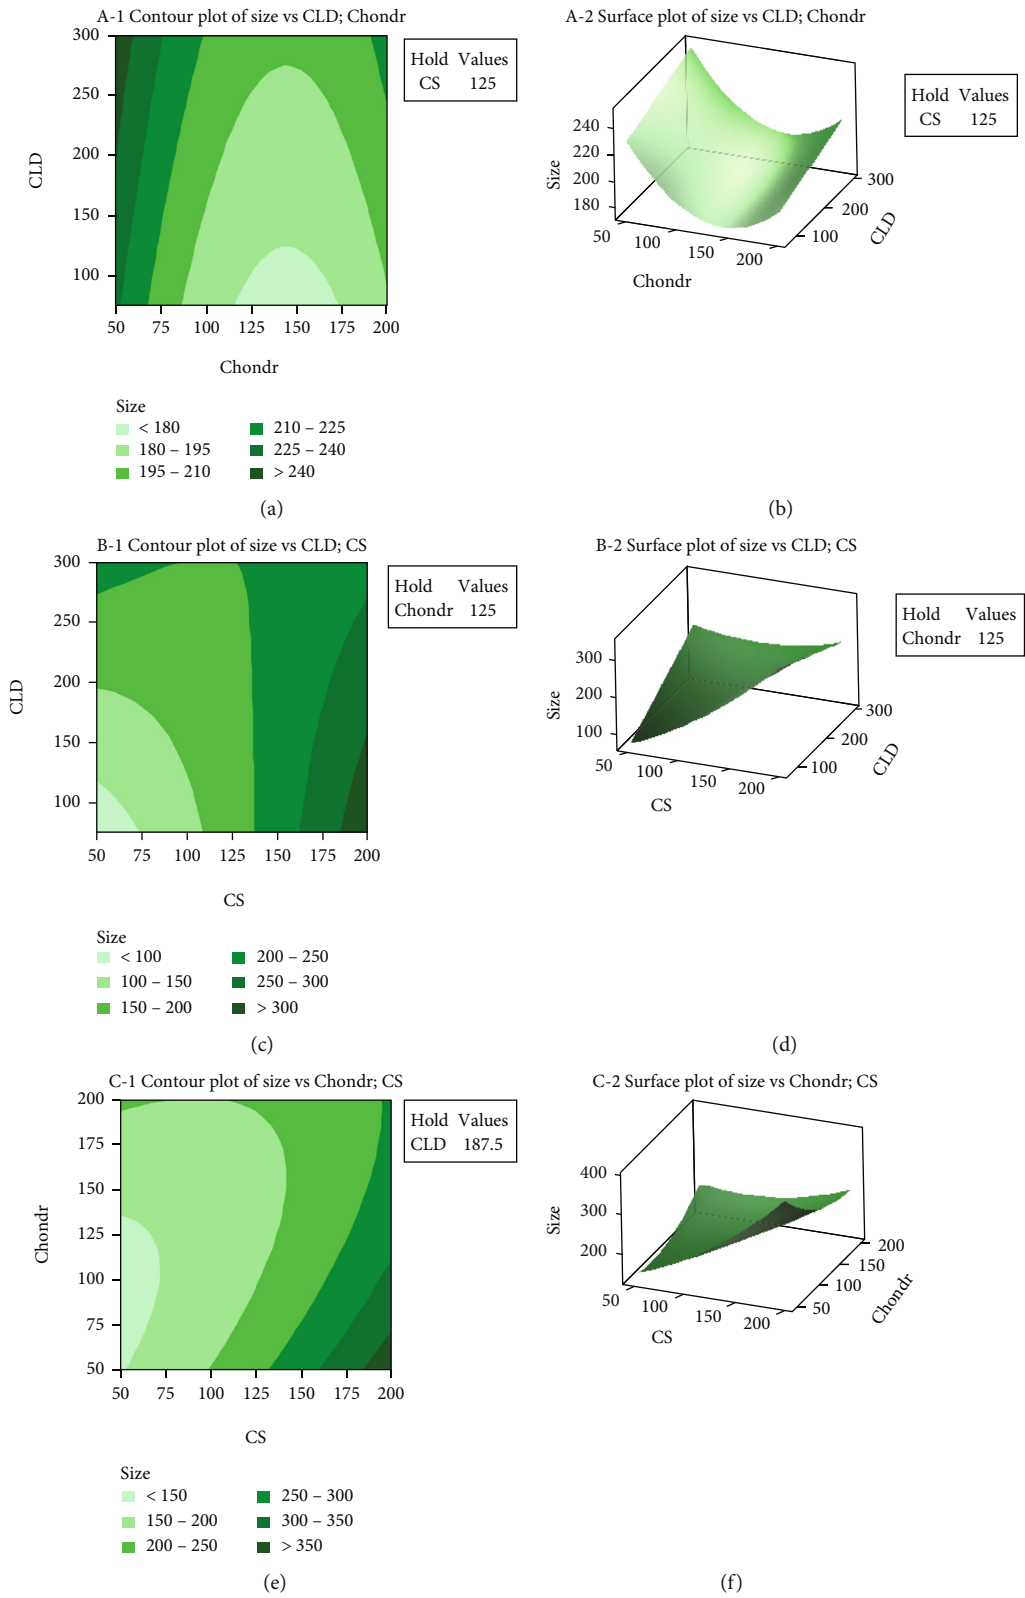 A-1 Contour plot of size vs CLD; Chondr
300
250
200
150
100
CLD
50 75 100 125 150 175 200
Chondr
Hold Values
CS 125
Size
< 180
180 – 195
195 – 210
210 – 225
225 – 240
> 240
(a)
A-2 Surface plot of size vs CLD; Chondr
Hold Values
CS 125
Size
240
220
200
180
50 100 150 200
Chondr
300
200
100
CLD
(b)
B-1 Contour plot of size vs CLD; CS
300
250
200
150
100
CLD
50 75 100 125 150 175 200
CS
Hold Values
Chondr 125
Size
< 100
100 – 150
150 – 200
200 – 250
250 – 300
> 300
(c)
B-2 Surface plot of size vs CLD; CS
Hold Values
Chondr 125
Size
300
200
100
50 100 150 200
CS
300
200
100
CLD
(d)
C-1 Contour plot of size vs Chondr; CS
200
175
150
125
100
75
50
Chondr
50 75 100 125 150 175 200
CS
Hold Values
CLD 187.5
Size
< 150
150 – 200
200 – 250
250 – 300
300 – 350
> 350
(e)
C-2 Surface plot of size vs Chondr; CS
Size
400
300
200
50 100 150 200
CS
200
150
100
50
Chondr
(f)